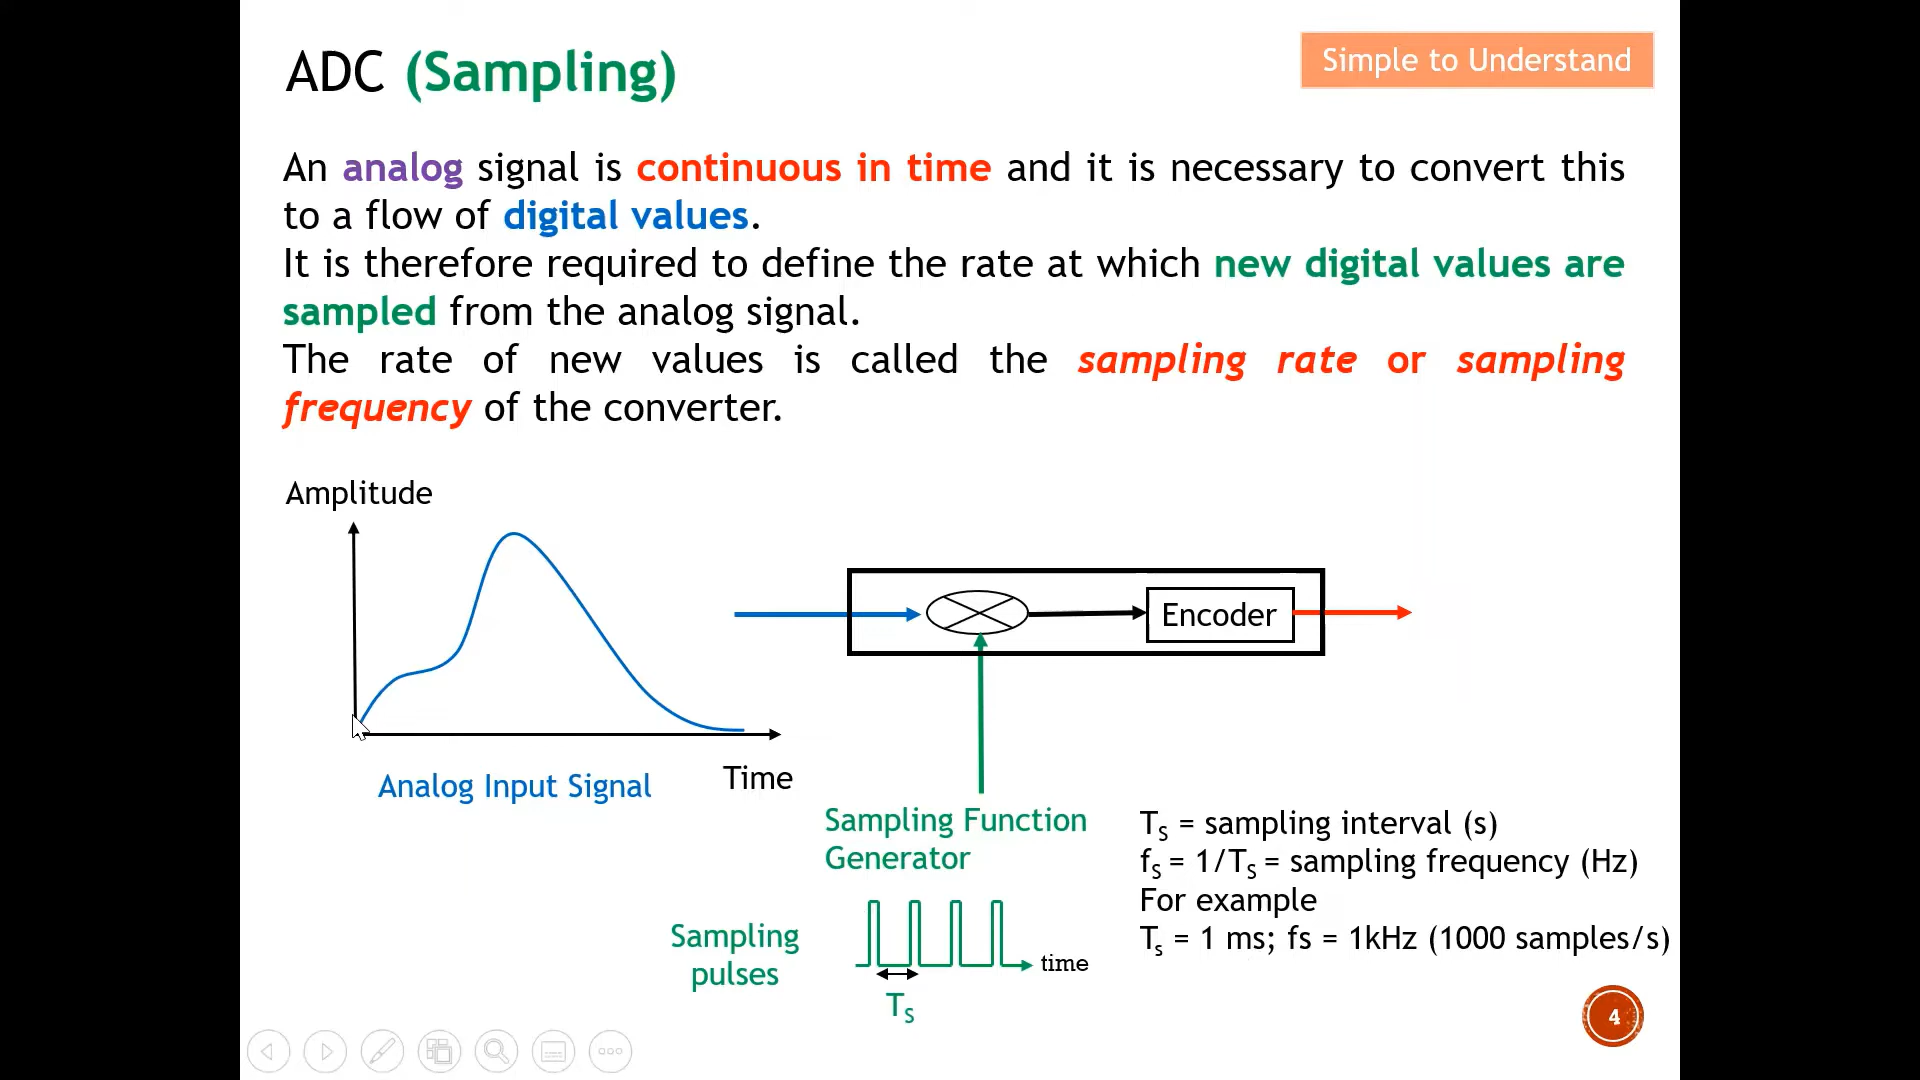 ADC (Sampling)
Simple to Understand
An analog signal is continuous in time and it is necessary to convert this
to a flow of digital values.
It is therefore required to define the rate at which new digital values are
sampled from the analog signal.
The rate of new values is called the sampling rate or sampling
frequency of the converter.
Amplitude
Encoder
Time
Analog Input Signal
Sampling Function
Generator
Sampling
pulses
time
TS
TS = sampling interval (s)
fS = 1/TS = sampling frequency (Hz)
For example
Ts = 1 ms; fs = 1kHz (1000 samples/s)
4